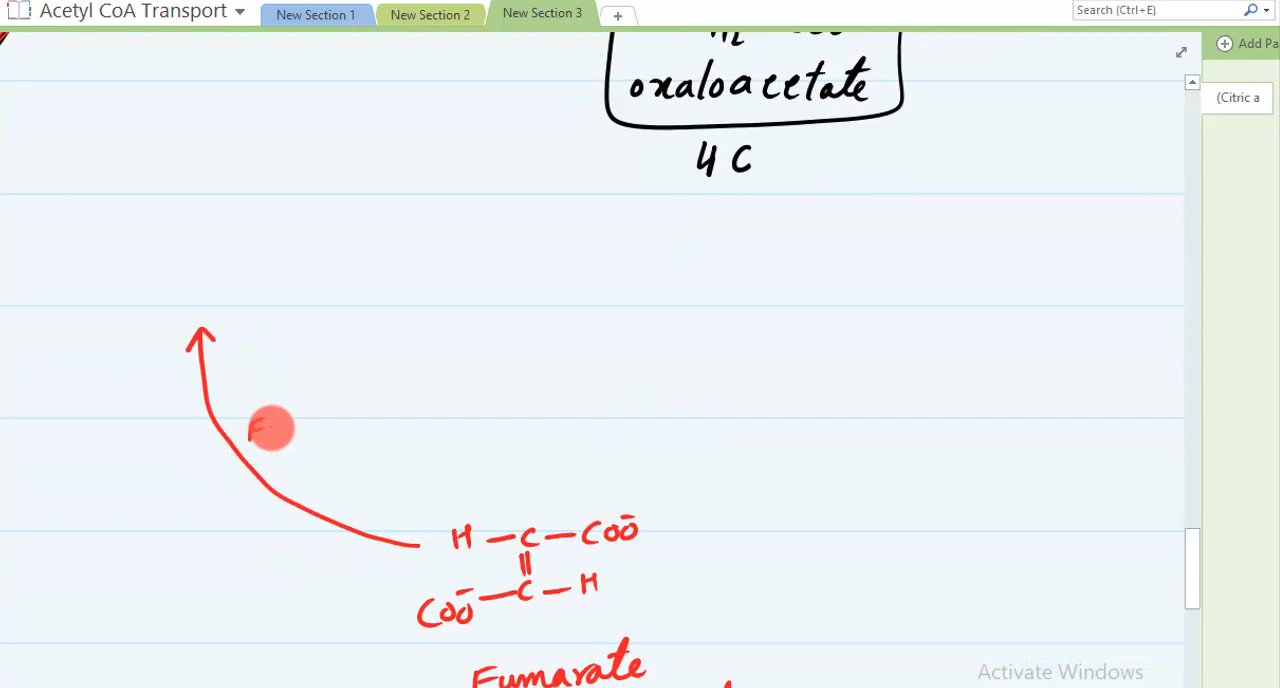 Acetyl CoA Transport
New Section 1
New Section 2
New Section 3
Search (Ctrl+E)
Add Pa
(Citric a
oxaloacetate
4 C
F
H — C — COO⁻
||
COO⁻ — C — H
Fumarate
Activate Windows